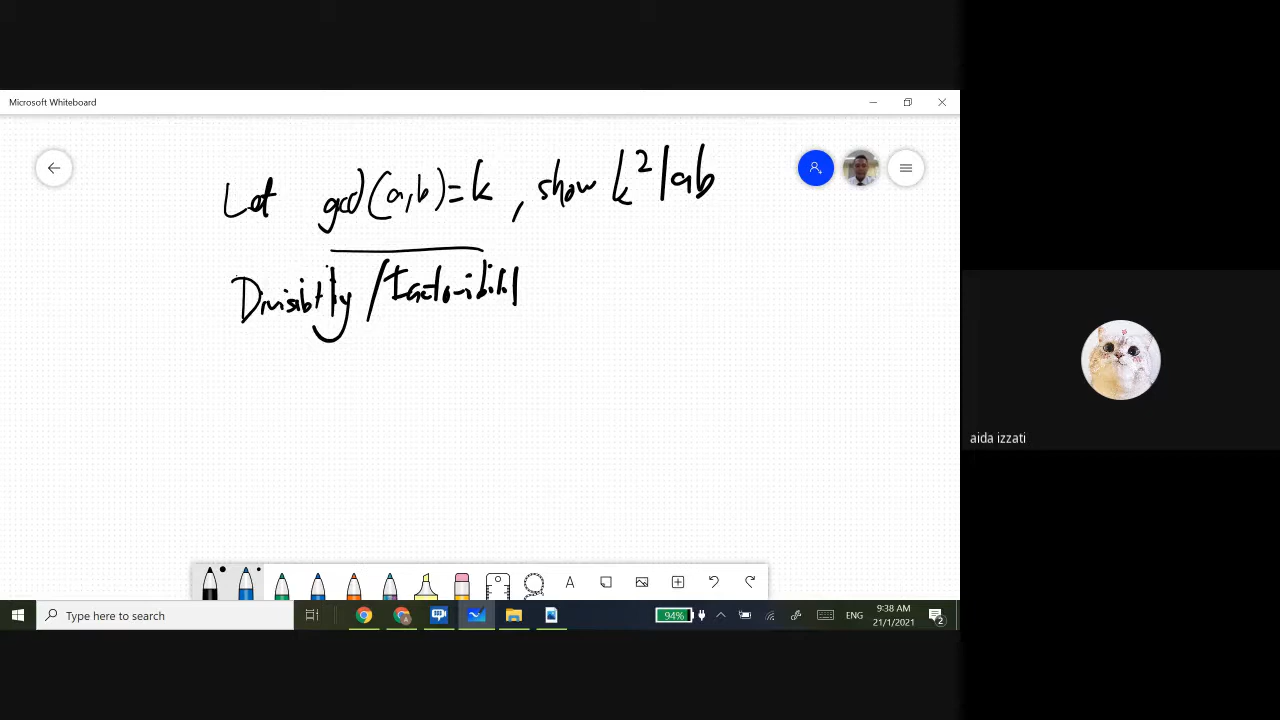 Microsoft Whiteboard
Let gcd(a,b)=k, show k²|ab
Divisibility /
aida izzati
A
Type here to search
94%
ENG
9:38 AM
21/1/2021
2